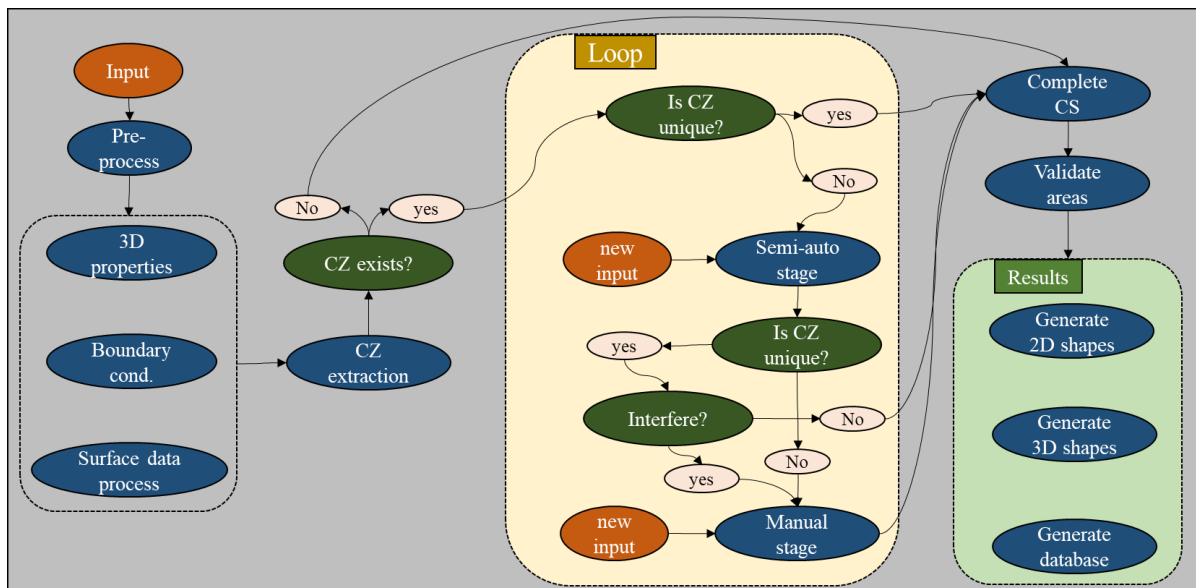 Input
Pre-
process
3D
properties
Boundary
cond.
Surface data
process
CZ
extraction
CZ exists?
No
yes
Loop
Is CZ
unique?
yes
No
new
input
Semi-auto
stage
Is CZ
unique?
yes
Interfere?
No
No
yes
new
input
Manual
stage
Complete
CS
Validate
areas
Results
Generate
2D shapes
Generate
3D shapes
Generate
database